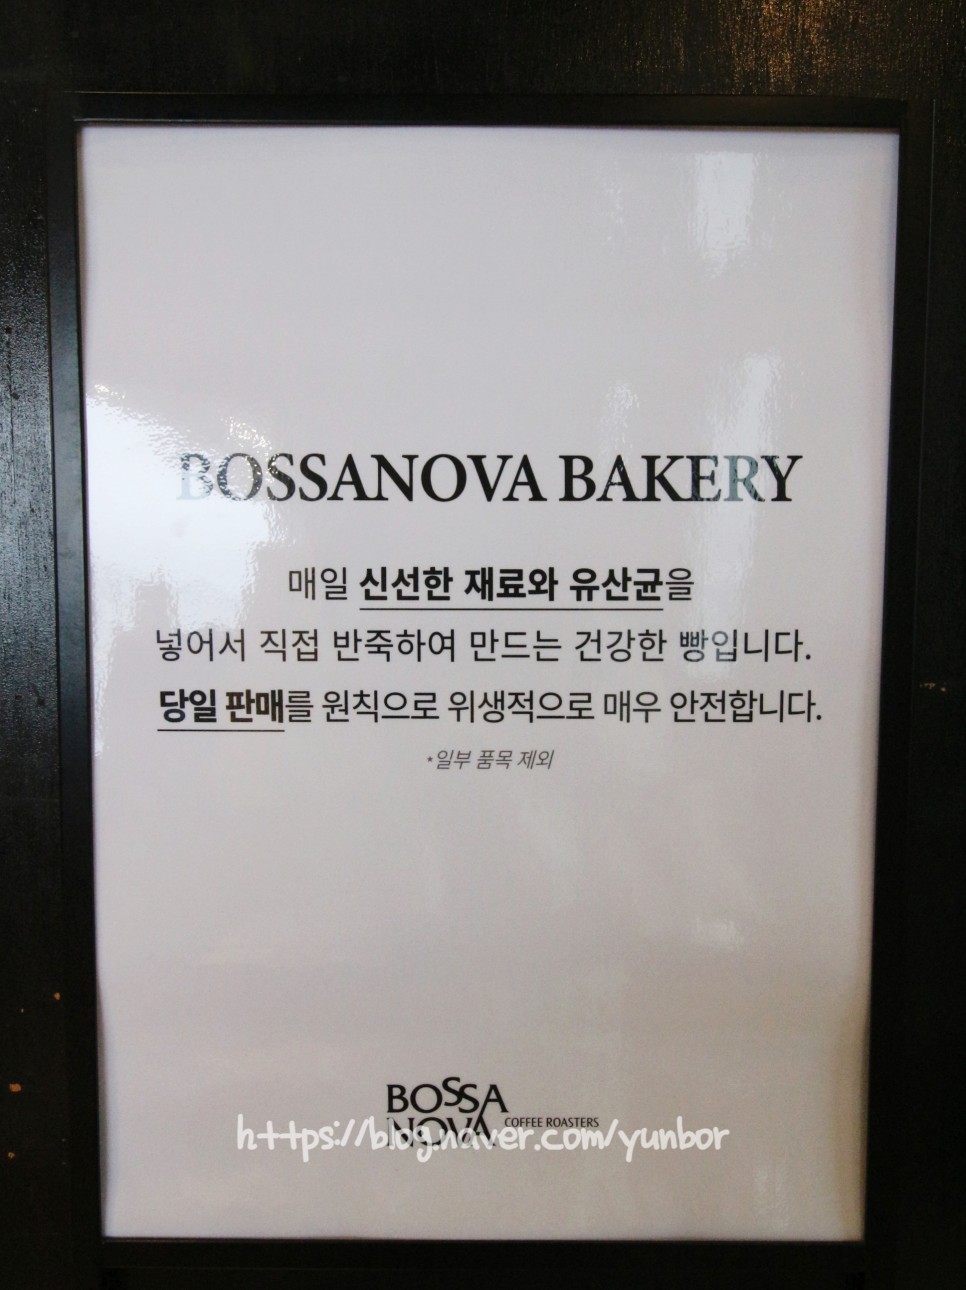 BOSSANOVA BAKERY
매일 신선한 재료와 유산균을
넣어서 직접 반죽하여 만드는 건강한 빵입니다.
당일 판매를 원칙으로 위생적으로 매우 안전합니다.
*일부 품목 제외
BOSSA
NOVA COFFEE ROASTERS
https://blog.naver.com/yunbor